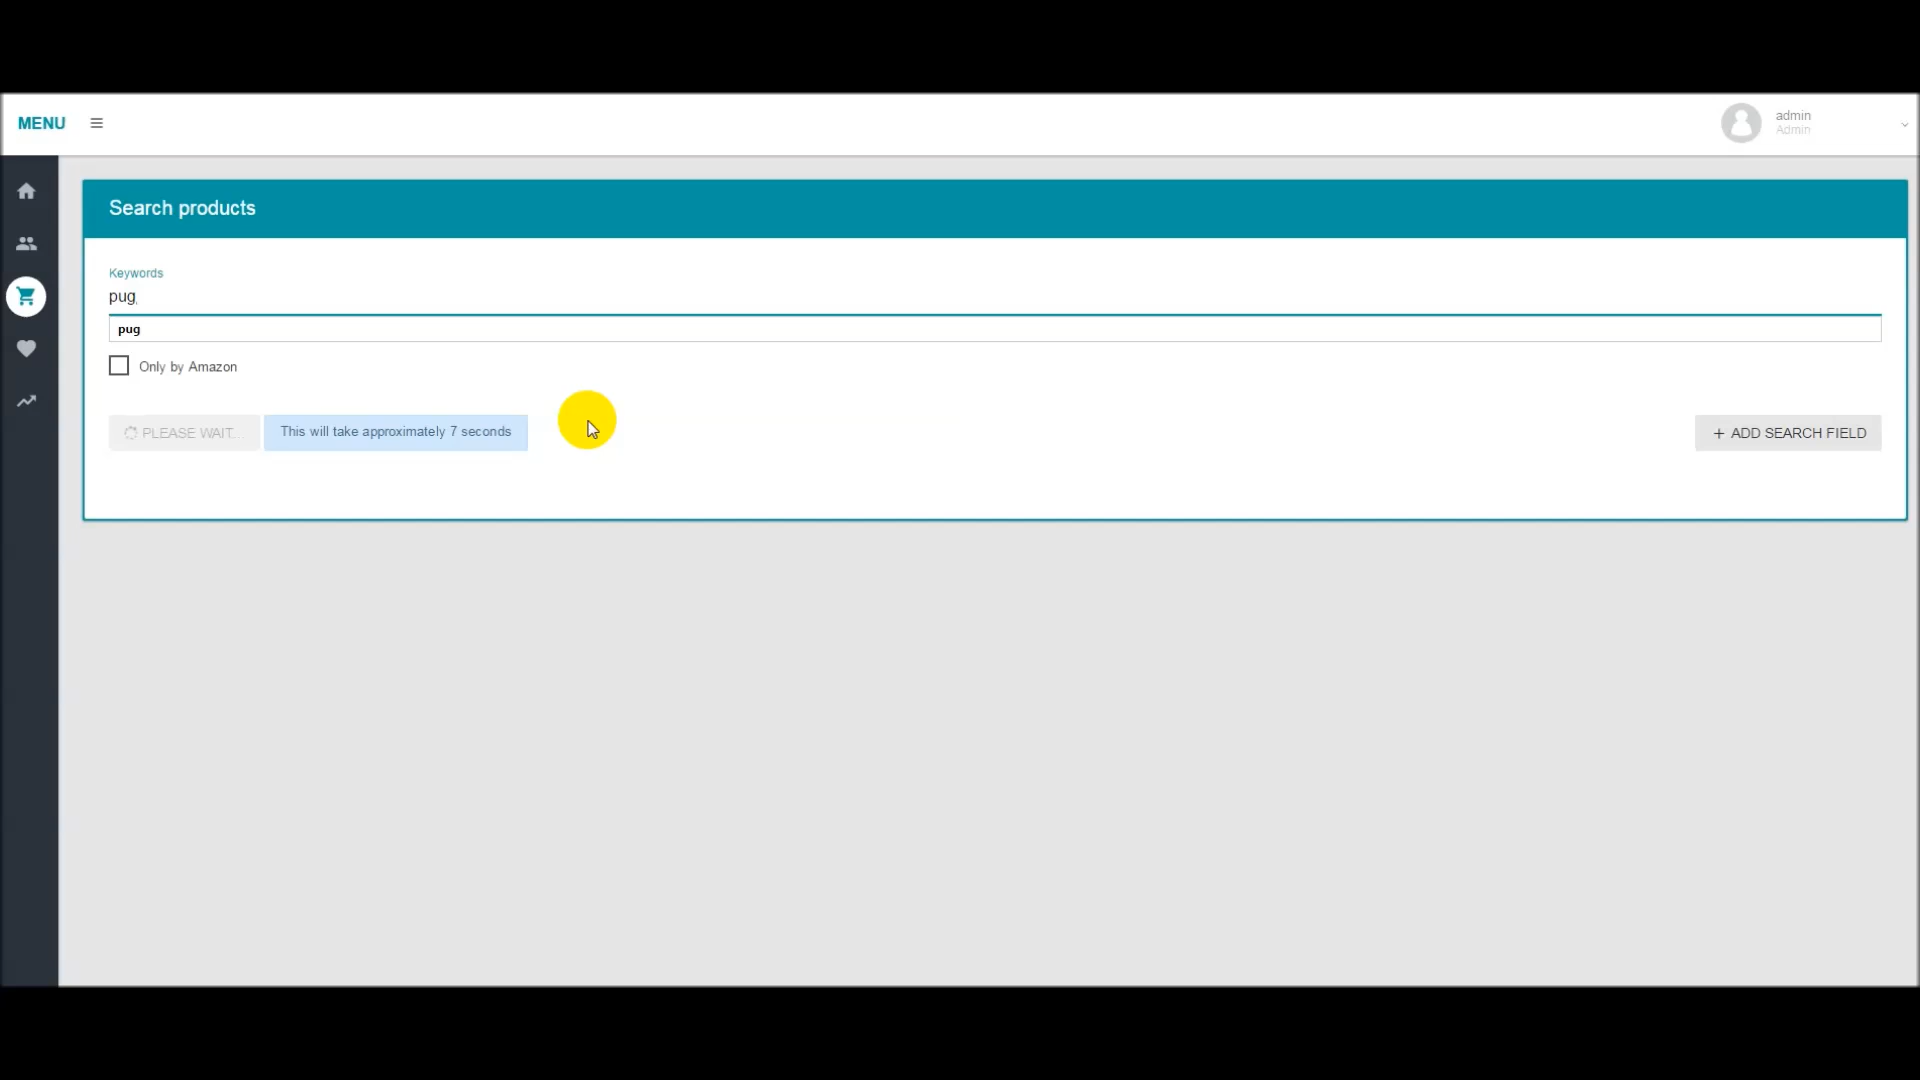 MENU
admin
Admin
Search products
Keywords
pug
pug
Only by Amazon
PLEASE WAIT...
This will take approximately 7 seconds
+ ADD SEARCH FIELD